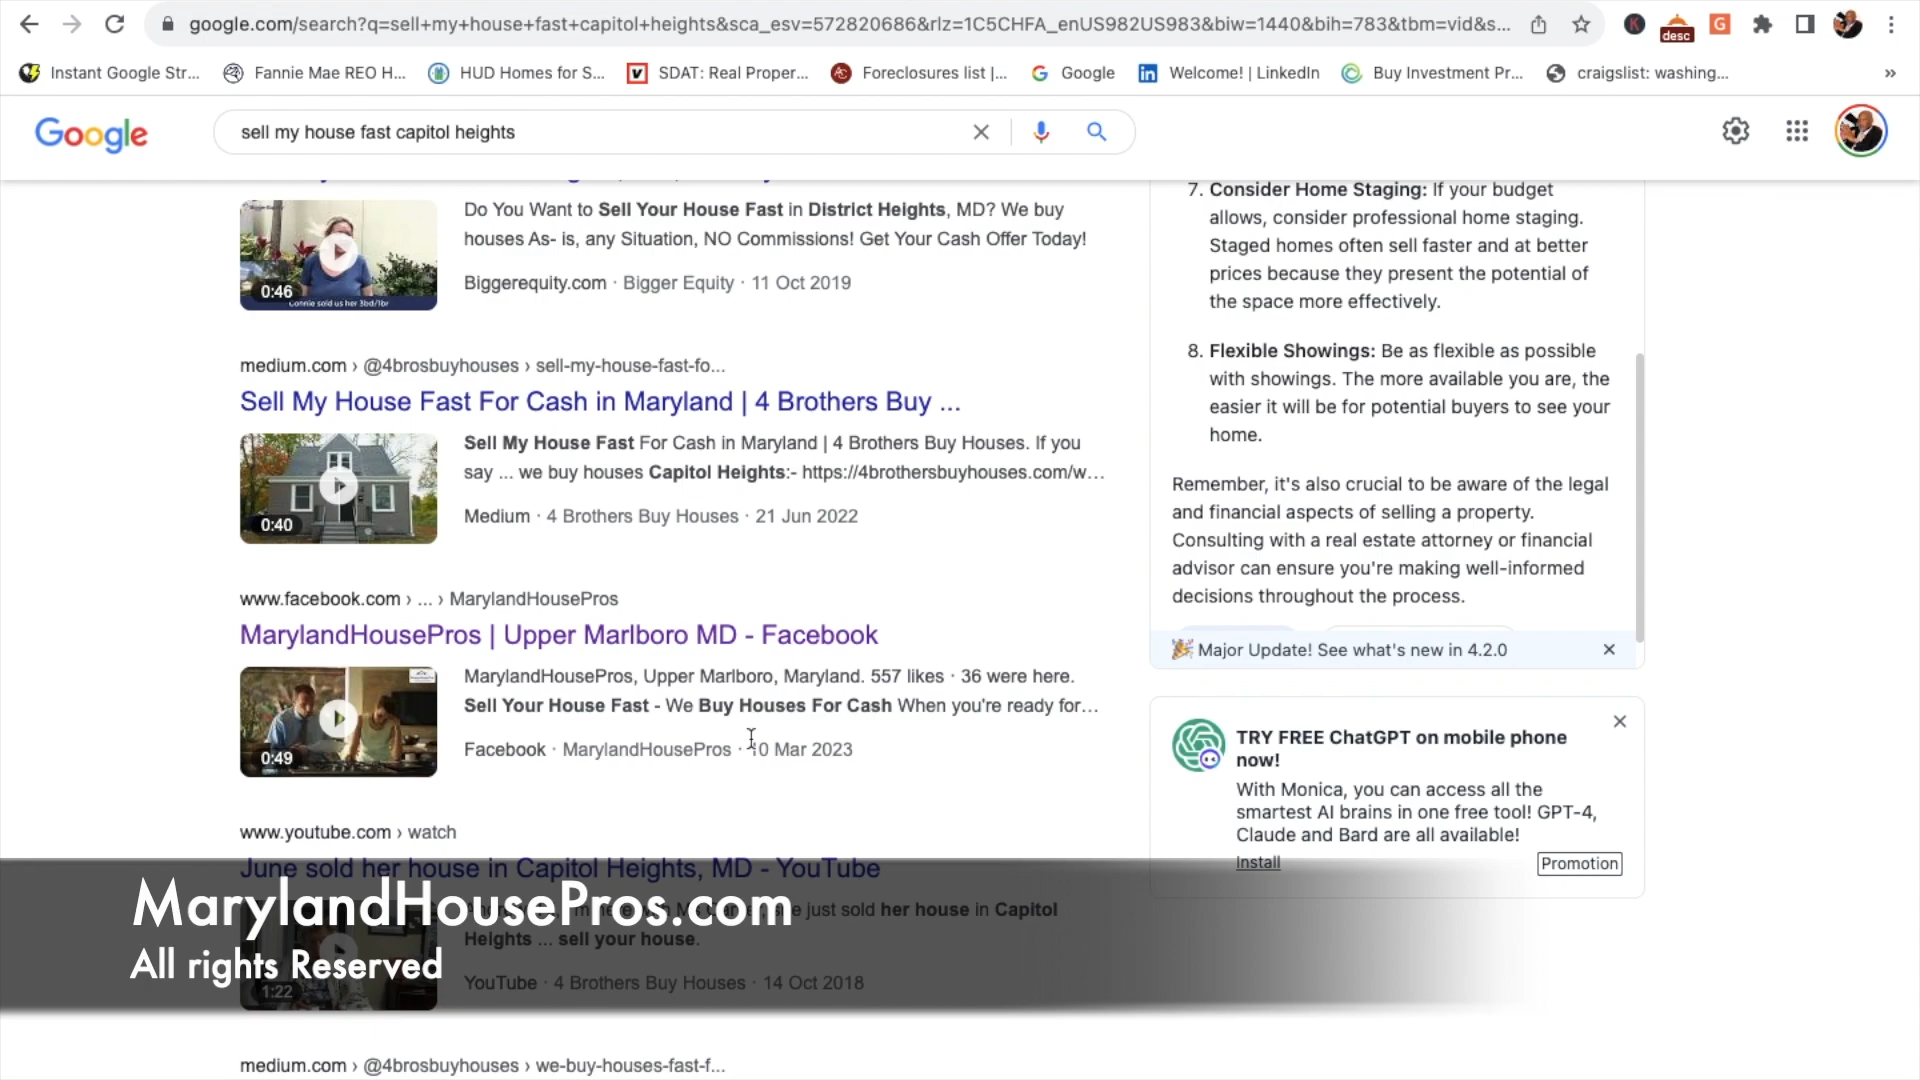 google.com/search?q=sell+my+house+fast+capitol+heights&sca_esv=572820686&rlz=1C5CHFA_enUS982US983&biw=1440&bih=783&tbm=vid&s...
desc
Instant Google Str...
Fannie Mae REO H...
HUD Homes for S...
SDAT: Real Proper...
Foreclosures list |...
Google
Welcome! | LinkedIn
Buy Investment Pr...
craigslist: washing...
»
Google
sell my house fast capitol heights
Do You Want to Sell Your House Fast in District Heights, MD? We buy
houses As- is, any Situation, NO Commissions! Get Your Cash Offer Today!
0:46
Connie sold us her 3bd/1br
Biggerequity.com · Bigger Equity · 11 Oct 2019
medium.com › @4brosbuyhouses › sell-my-house-fast-fo...
Sell My House Fast For Cash in Maryland | 4 Brothers Buy ...
Sell My House Fast For Cash in Maryland | 4 Brothers Buy Houses. If you
say ... we buy houses Capitol Heights:- https://4brothersbuyhouses.com/w...
0:40
Medium · 4 Brothers Buy Houses · 21 Jun 2022
www.facebook.com › ... › MarylandHousePros
MarylandHousePros | Upper Marlboro MD - Facebook
MarylandHousePros, Upper Marlboro, Maryland. 557 likes · 36 were here.
Sell Your House Fast - We Buy Houses For Cash When you're ready for...
0:49
Facebook · MarylandHousePros · 10 Mar 2023
www.youtube.com › watch
June sold her house in Capitol Heights, MD - YouTube
just sold her house in Capitol
Heights ... sell your house.
1:22
YouTube · 4 Brothers Buy Houses · 14 Oct 2018
MarylandHousePros.com
All rights Reserved
medium.com › @4brosbuyhouses › we-buy-houses-fast-f...
7. Consider Home Staging: If your budget
allows, consider professional home staging.
Staged homes often sell faster and at better
prices because they present the potential of
the space more effectively.
8. Flexible Showings: Be as flexible as possible
with showings. The more available you are, the
easier it will be for potential buyers to see your
home.
Remember, it's also crucial to be aware of the legal
and financial aspects of selling a property.
Consulting with a real estate attorney or financial
advisor can ensure you're making well-informed
decisions throughout the process.
Major Update! See what's new in 4.2.0
TRY FREE ChatGPT on mobile phone
now!
With Monica, you can access all the
smartest AI brains in one free tool! GPT-4,
Claude and Bard are all available!
Install
Promotion